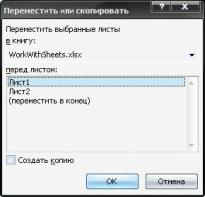 Переместить или скопировать
Переместить выбранные листы
в книгу:
WorkWithSheets.xlsx
перед листом:
Лист1
Лист2
(переместить в конец)
Создать копию
ОК
Отмена